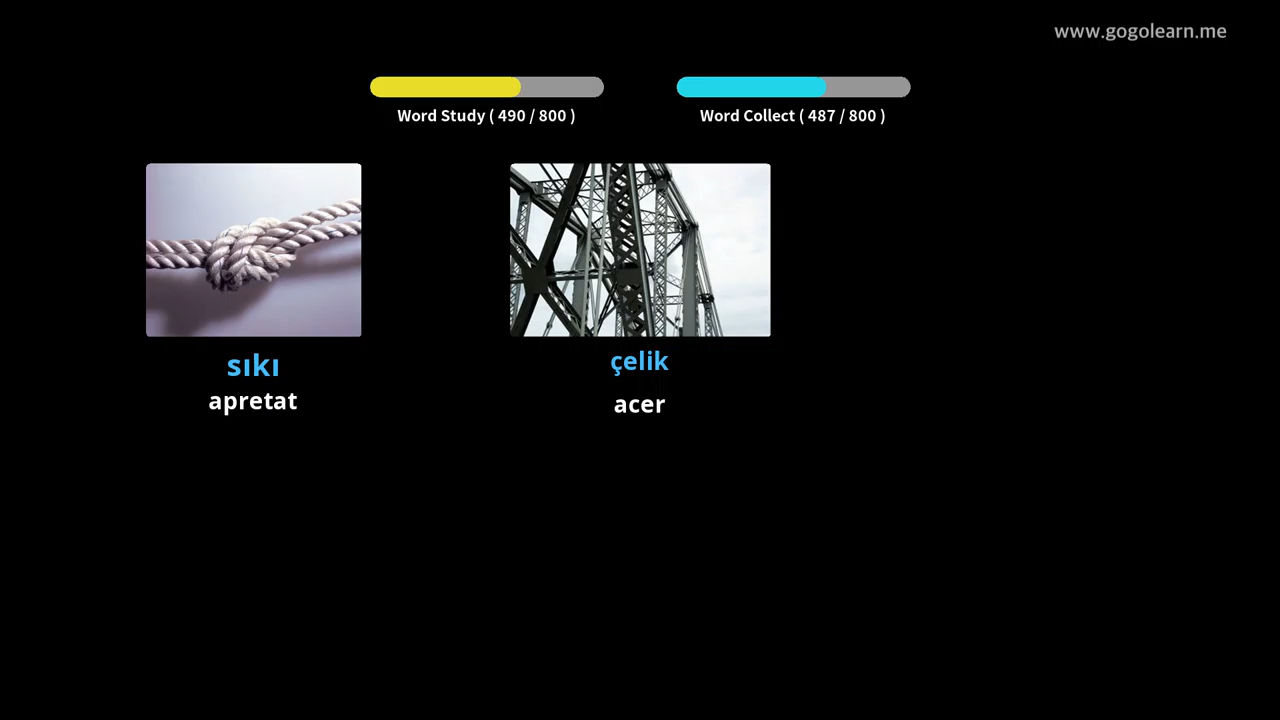 www.gogolearn.me
Word Study ( 490 / 800 )
Word Collect ( 487 / 800 )
sıkı
apretat
çelik
acer